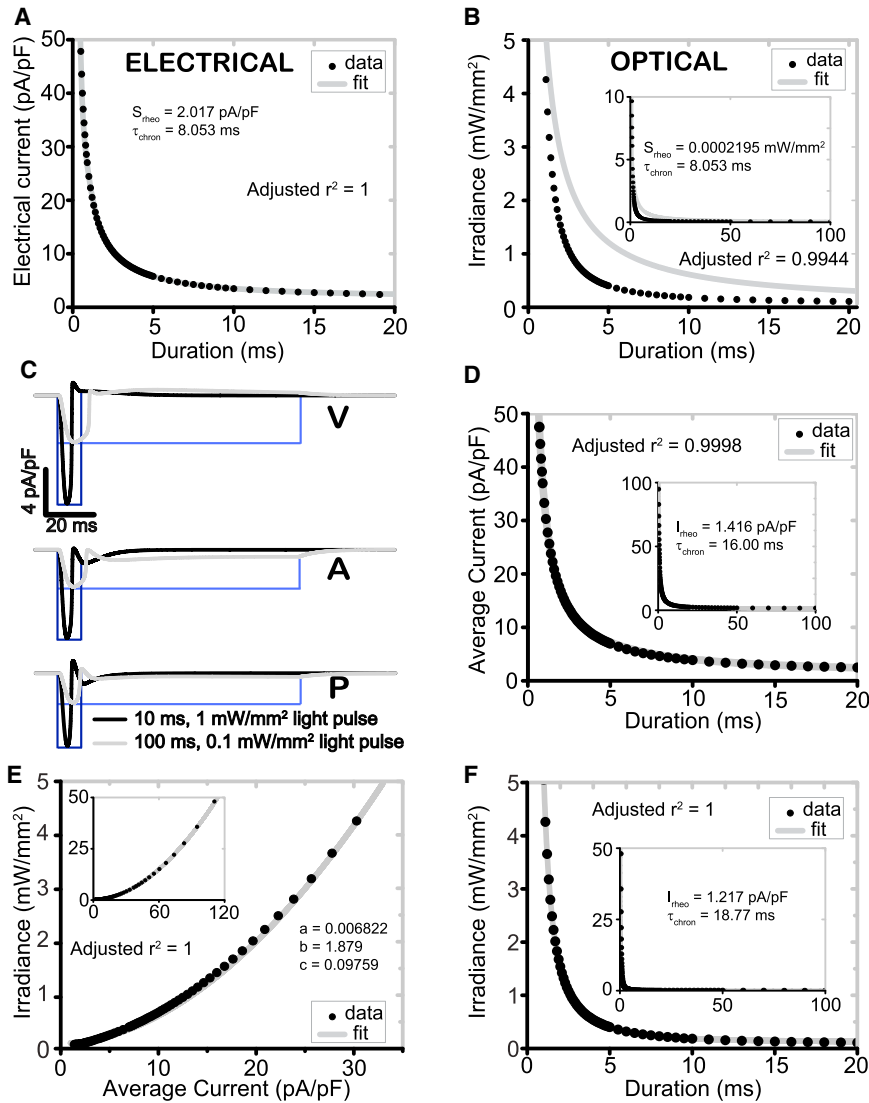 A
Electrical current (pA/pF)
50
40
30
20
10
0
ELECTRICAL
data
fit
S_rheo = 2.017 pA/pF
τ_chron = 8.053 ms
Adjusted r² = 1
0 5 10 15 20
Duration (ms)
B
Irradiance (mW/mm²)
5
4
3
2
1
0
OPTICAL
data
fit
10
5
0
S_rheo = 0.0002195 mW/mm²
τ_chron = 8.053 ms
0 50 100
Adjusted r² = 0.9944
0 5 10 15 20
Duration (ms)
C
V
4 pA/pF
20 ms
A
P
10 ms, 1 mW/mm² light pulse
100 ms, 0.1 mW/mm² light pulse
D
Average Current (pA/pF)
50
40
30
20
10
0
data
fit
Adjusted r² = 0.9998
100
50
0
I_rheo = 1.416 pA/pF
τ_chron = 16.00 ms
0 50 100
0 5 10 15 20
Duration (ms)
E
Irradiance (mW/mm²)
5
4
3
2
1
0
50
25
0
0 60 120
Adjusted r² = 1
a = 0.006822
b = 1.879
c = 0.09759
data
fit
0 10 20 30
Average Current (pA/pF)
F
Irradiance (mW/mm²)
5
4
3
2
1
0
Adjusted r² = 1
data
fit
50
25
0
I_rheo = 1.217 pA/pF
τ_chron = 18.77 ms
0 50 100
0 5 10 15 20
Duration (ms)